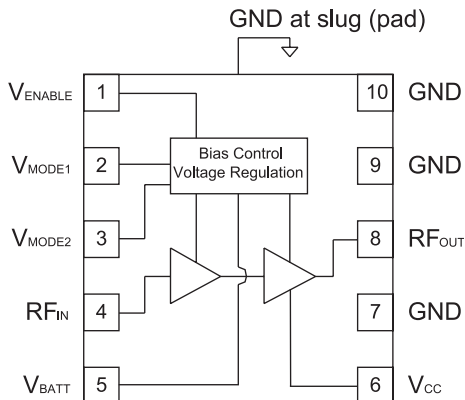 GND at slug (pad)
VENABLE 1
10 GND
VMODE1 2
Bias Control
Voltage Regulation
9 GND
VMODE2 3
8 RFOUT
RFIN 4
7 GND
VBATT 5
6 VCC